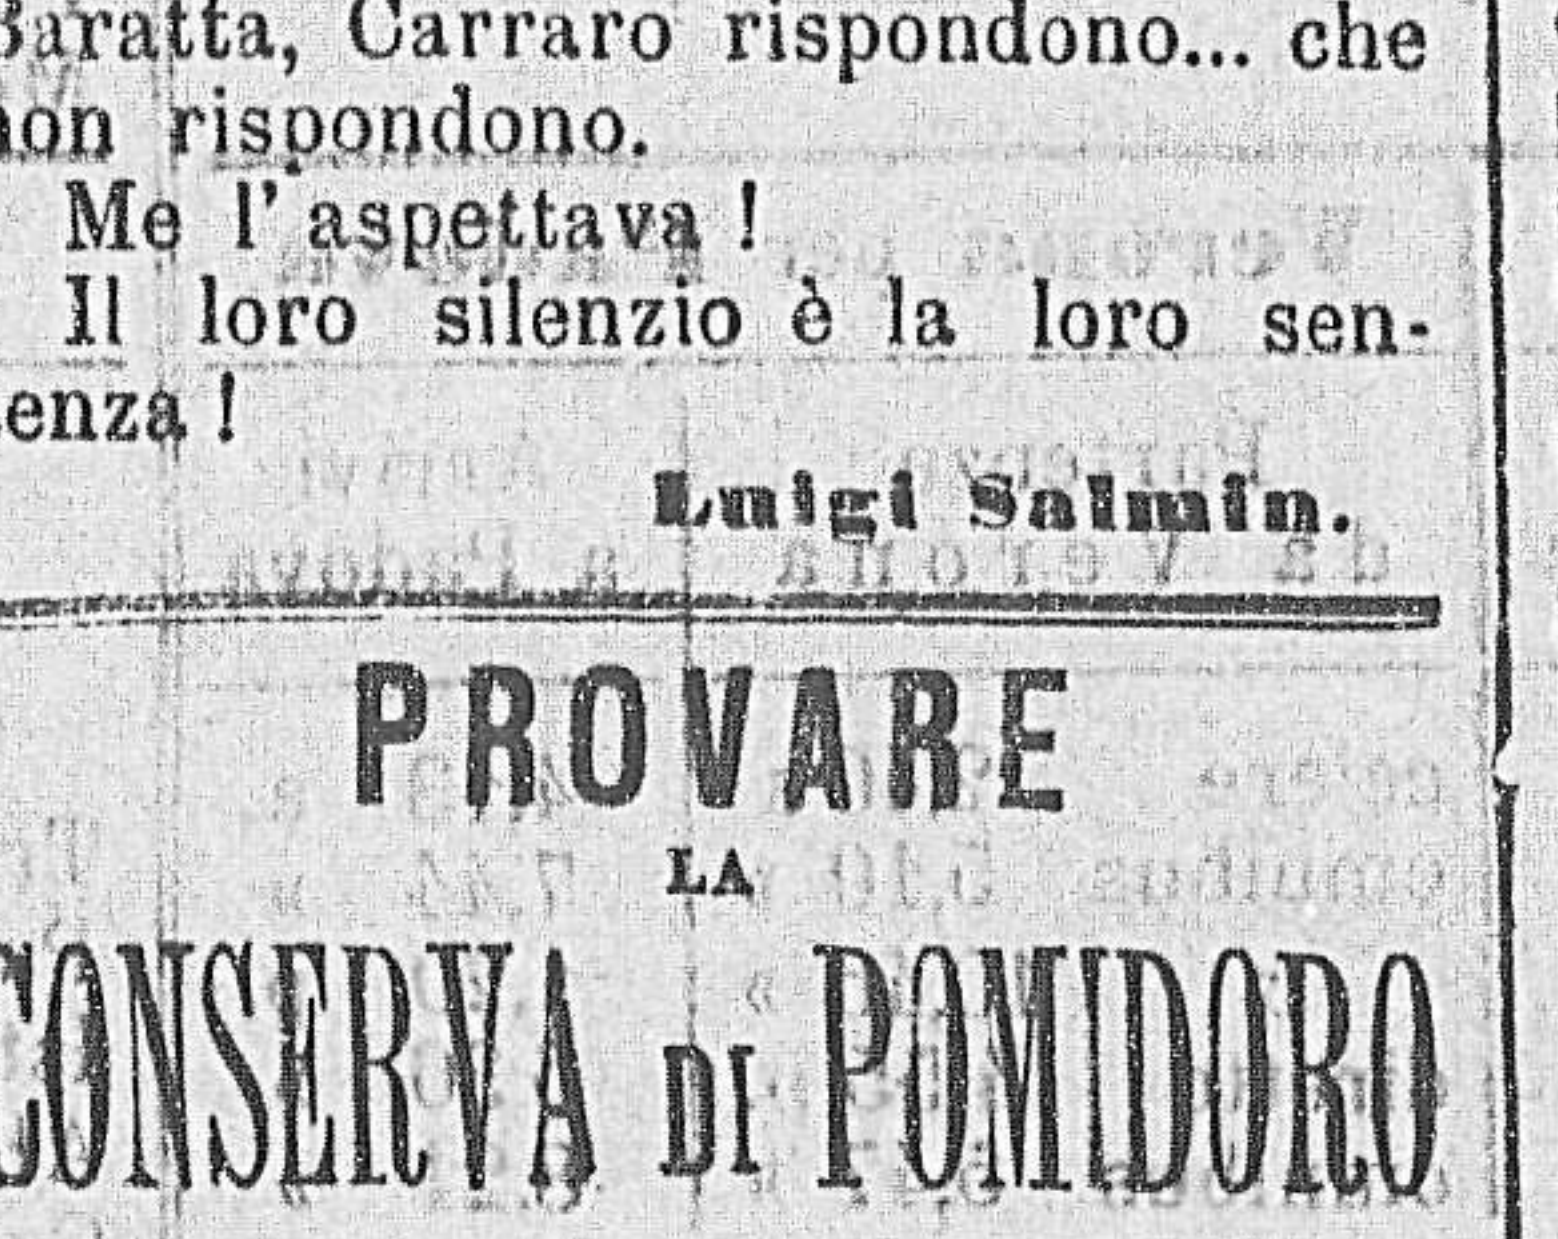 Baratta, Carraro rispondono... che
non rispondono.
Me l' aspettava !
Il loro silenzio è la loro sen-
tenza !
Luigi Salmin.
PROVARE
LA
CONSERVA DI POMIDORO